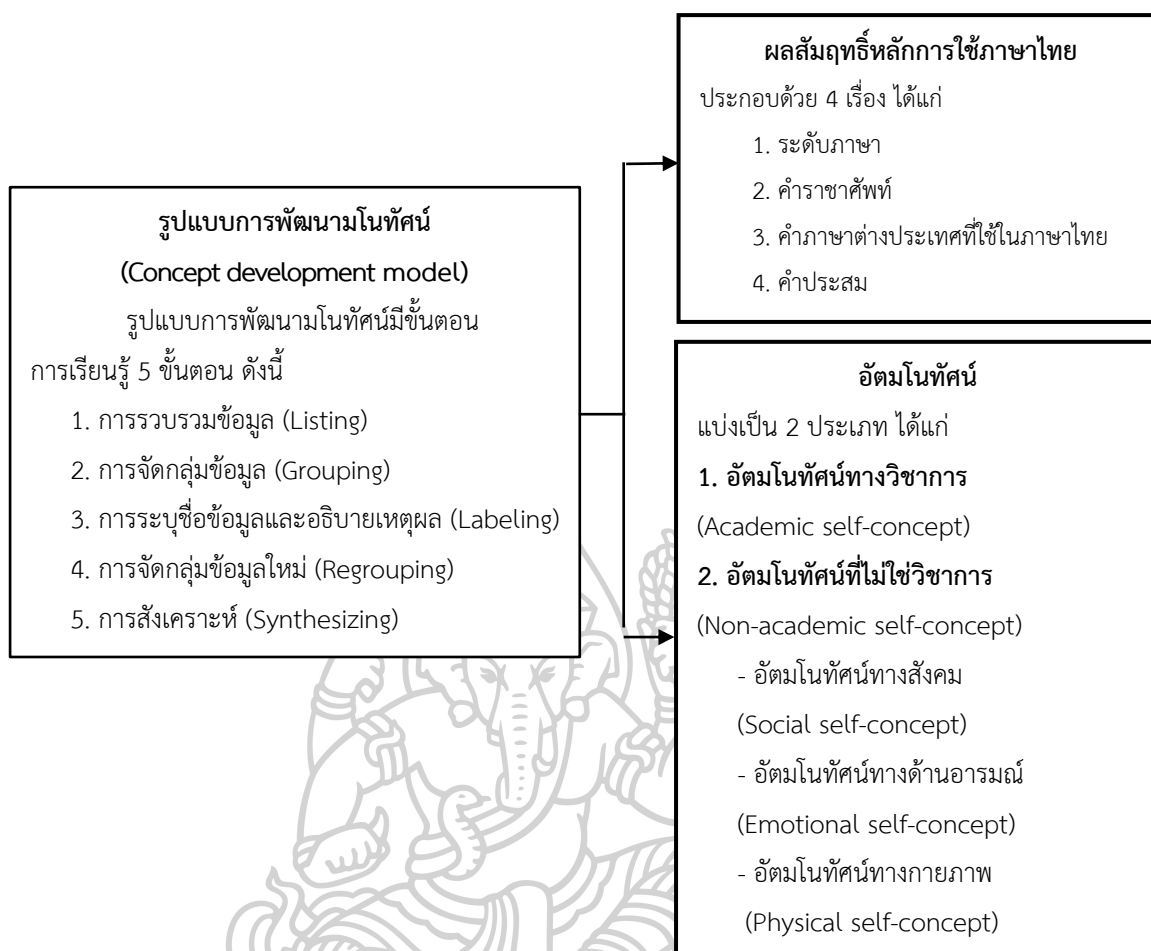 รูปแบบการพัฒนามโนทัศน์
(Concept development model)
รูปแบบการพัฒนามโนทัศน์มีขั้นตอน
การเรียนรู้ 5 ขั้นตอน ดังนี้
1. การรวบรวมข้อมูล (Listing)
2. การจัดกลุ่มข้อมูล (Grouping)
3. การระบุชื่อข้อมูลและอธิบายเหตุผล (Labeling)
4. การจัดกลุ่มข้อมูลใหม่ (Regrouping)
5. การสังเคราะห์ (Synthesizing)
ผลสัมฤทธิ์หลักการใช้ภาษาไทย
ประกอบด้วย 4 เรื่อง ได้แก่
1. ระดับภาษา
2. คำราชาศัพท์
3. คำภาษาต่างประเทศที่ใช้ในภาษาไทย
4. คำประสม
อัตมโนทัศน์
แบ่งเป็น 2 ประเภท ได้แก่
1. อัตมโนทัศน์ทางวิชาการ
(Academic self-concept)
2. อัตมโนทัศน์ที่ไม่ใช่วิชาการ
(Non-academic self-concept)
- อัตมโนทัศน์ทางสังคม
(Social self-concept)
- อัตมโนทัศน์ทางด้านอารมณ์
(Emotional self-concept)
- อัตมโนทัศน์ทางกายภาพ
(Physical self-concept)